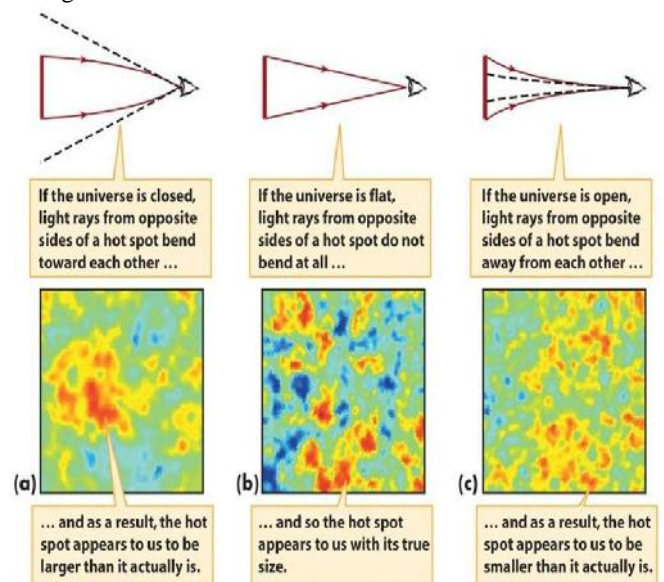 If the universe is closed,
light rays from opposite
sides of a hot spot bend
toward each other ...
If the universe is flat,
light rays from opposite
sides of a hot spot do not
bend at all ...
If the universe is open,
light rays from opposite
sides of a hot spot bend
away from each other ...
(a)
(b)
(c)
... and as a result, the hot
spot appears to us to be
larger than it actually is.
... and so the hot spot
appears to us with its true
size.
... and as a result, the hot
spot appears to us to be
smaller than it actually is.